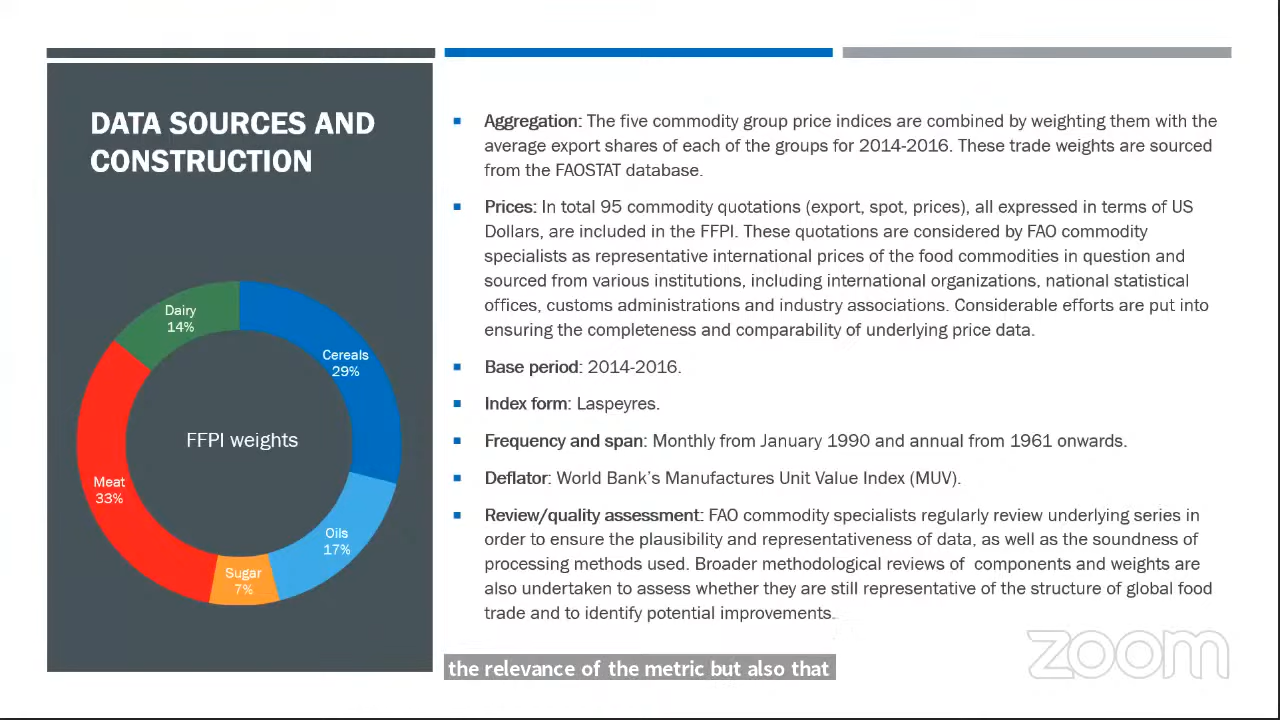 DATA SOURCES AND
CONSTRUCTION
Dairy
14%
Cereals
29%
FFPI weights
Meat
33%
Oils
17%
Sugar
7%
▪ Aggregation: The five commodity group price indices are combined by weighting them with the
average export shares of each of the groups for 2014-2016. These trade weights are sourced
from the FAOSTAT database.
▪ Prices: In total 95 commodity quotations (export, spot, prices), all expressed in terms of US
Dollars, are included in the FFPI. These quotations are considered by FAO commodity
specialists as representative international prices of the food commodities in question and
sourced from various institutions, including international organizations, national statistical
offices, customs administrations and industry associations. Considerable efforts are put into
ensuring the completeness and comparability of underlying price data.
▪ Base period: 2014-2016.
▪ Index form: Laspeyres.
▪ Frequency and span: Monthly from January 1990 and annual from 1961 onwards.
▪ Deflator: World Bank's Manufactures Unit Value Index (MUV).
▪ Review/quality assessment: FAO commodity specialists regularly review underlying series in
order to ensure the plausibility and representativeness of data, as well as the soundness of
processing methods used. Broader methodological reviews of components and weights are
also undertaken to assess whether they are still representative of the structure of global food
trade and to identify potential improvements.
the relevance of the metric but also that
zoom